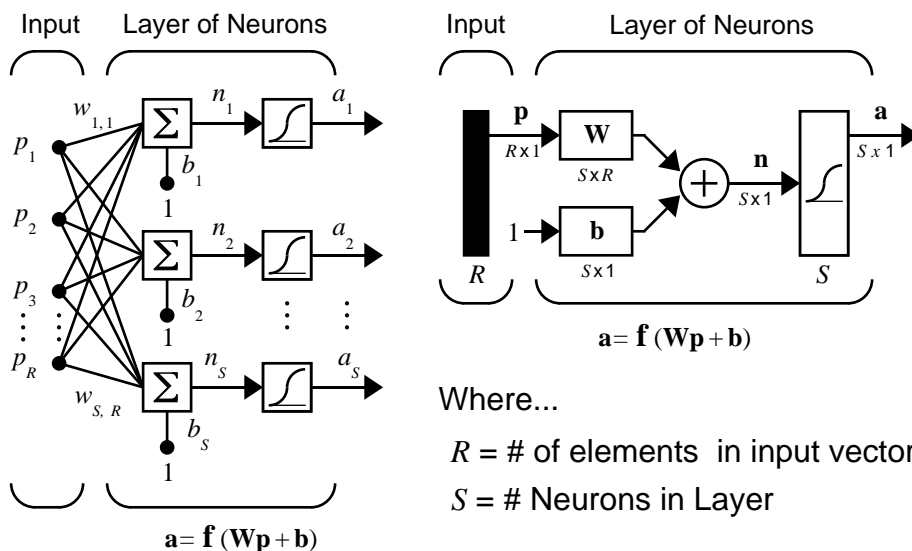 Input Layer of Neurons
w1,1 n1 a1
Σ
p1
b1
1
p2
n2 a2
Σ
p3
b2
1
pR
nS aS
Σ
wS, R
bS
1
a= f (Wp + b)
Input Layer of Neurons
p W a
R x 1 S x R S x 1
+ n
S x 1
1 b
R S x 1 S
a= f (Wp + b)
Where...
R = # of elements in input vector
S = # Neurons in Layer